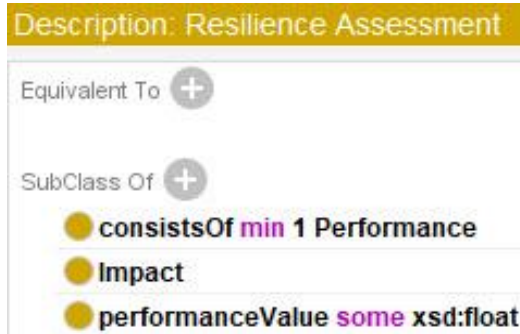 Description: Resilience Assessment
Equivalent To
SubClass Of
consistsOf min 1 Performance
Impact
performanceValue some xsd:float